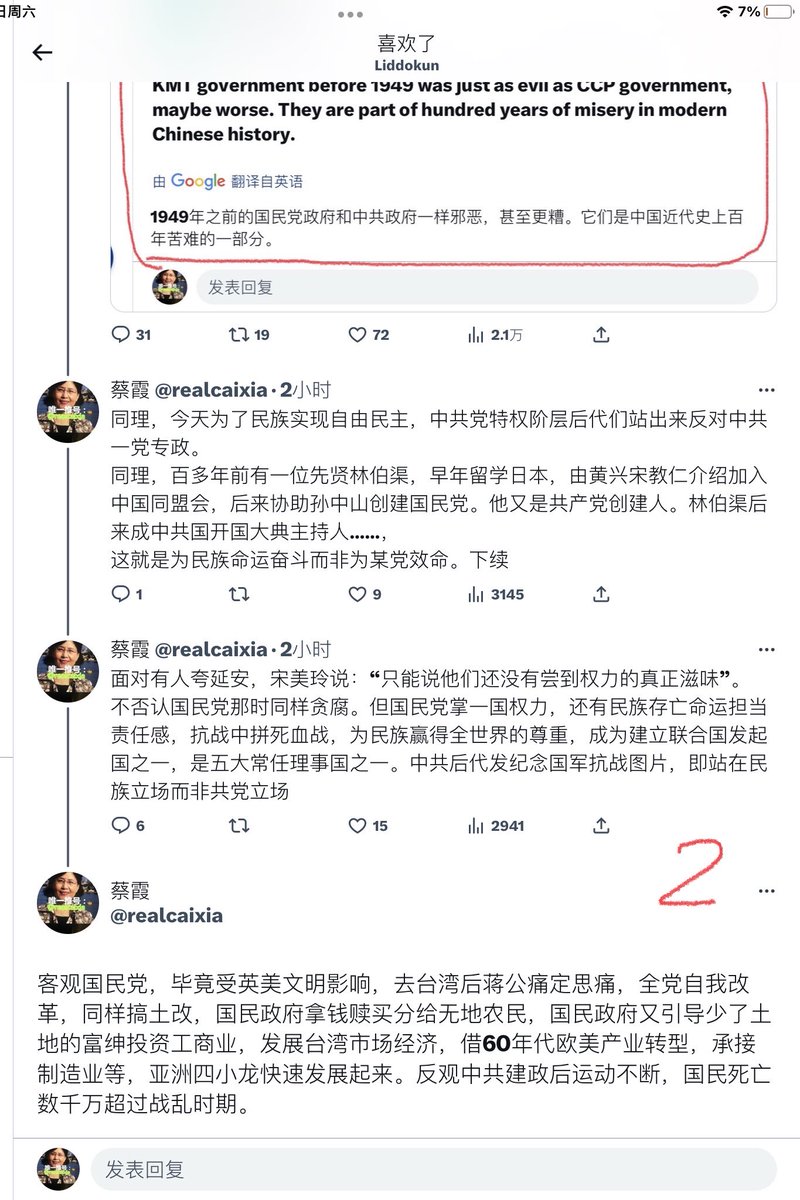 日周六
7%
喜欢了
Liddokun
KMT government before 1949 was just as evil as CCP government,
maybe worse. They are part of hundred years of misery in modern
Chinese history.
由 Google 翻译自英语
1949年之前的国民党政府和中共政府一样邪恶，甚至更糟。它们是中国近代史上百
年苦难的一部分。
发表回复
31 19 72 2.1万
蔡霞 @realcaixia · 2小时
同理，今天为了民族实现自由民主，中共党特权阶层后代们站出来反对中共
一党专政。
同理，百多年前有一位先贤林伯渠，早年留学日本，由黄兴宋教仁介绍加入
中国同盟会，后来协助孙中山创建国民党。他又是共产党创建人。林伯渠后
来成中共国开国大典主持人......，
这就是为民族命运奋斗而非为某党效命。下续
1 9 3145
蔡霞 @realcaixia · 2小时
面对有人夸延安，宋美玲说：“只能说他们还没有尝到权力的真正滋味”。
不否认国民党那时同样贪腐。但国民党掌一国权力，还有民族存亡命运担当
责任感，抗战中拼死血战，为民族赢得全世界的尊重，成为建立联合国发起
国之一，是五大常任理事国之一。中共后代发纪念国军抗战图片，即站在民
族立场而非共党立场
6 15 2941
2
蔡霞
@realcaixia
客观国民党，毕竟受英美文明影响，去台湾后蒋公痛定思痛，全党自我改
革，同样搞土改，国民政府拿钱赎买分给无地农民，国民政府又引导少了土
地的富绅投资工商业，发展台湾市场经济，借60年代欧美产业转型，承接
制造业等，亚洲四小龙快速发展起来。反观中共建政后运动不断，国民死亡
数千万超过战乱时期。
发表回复